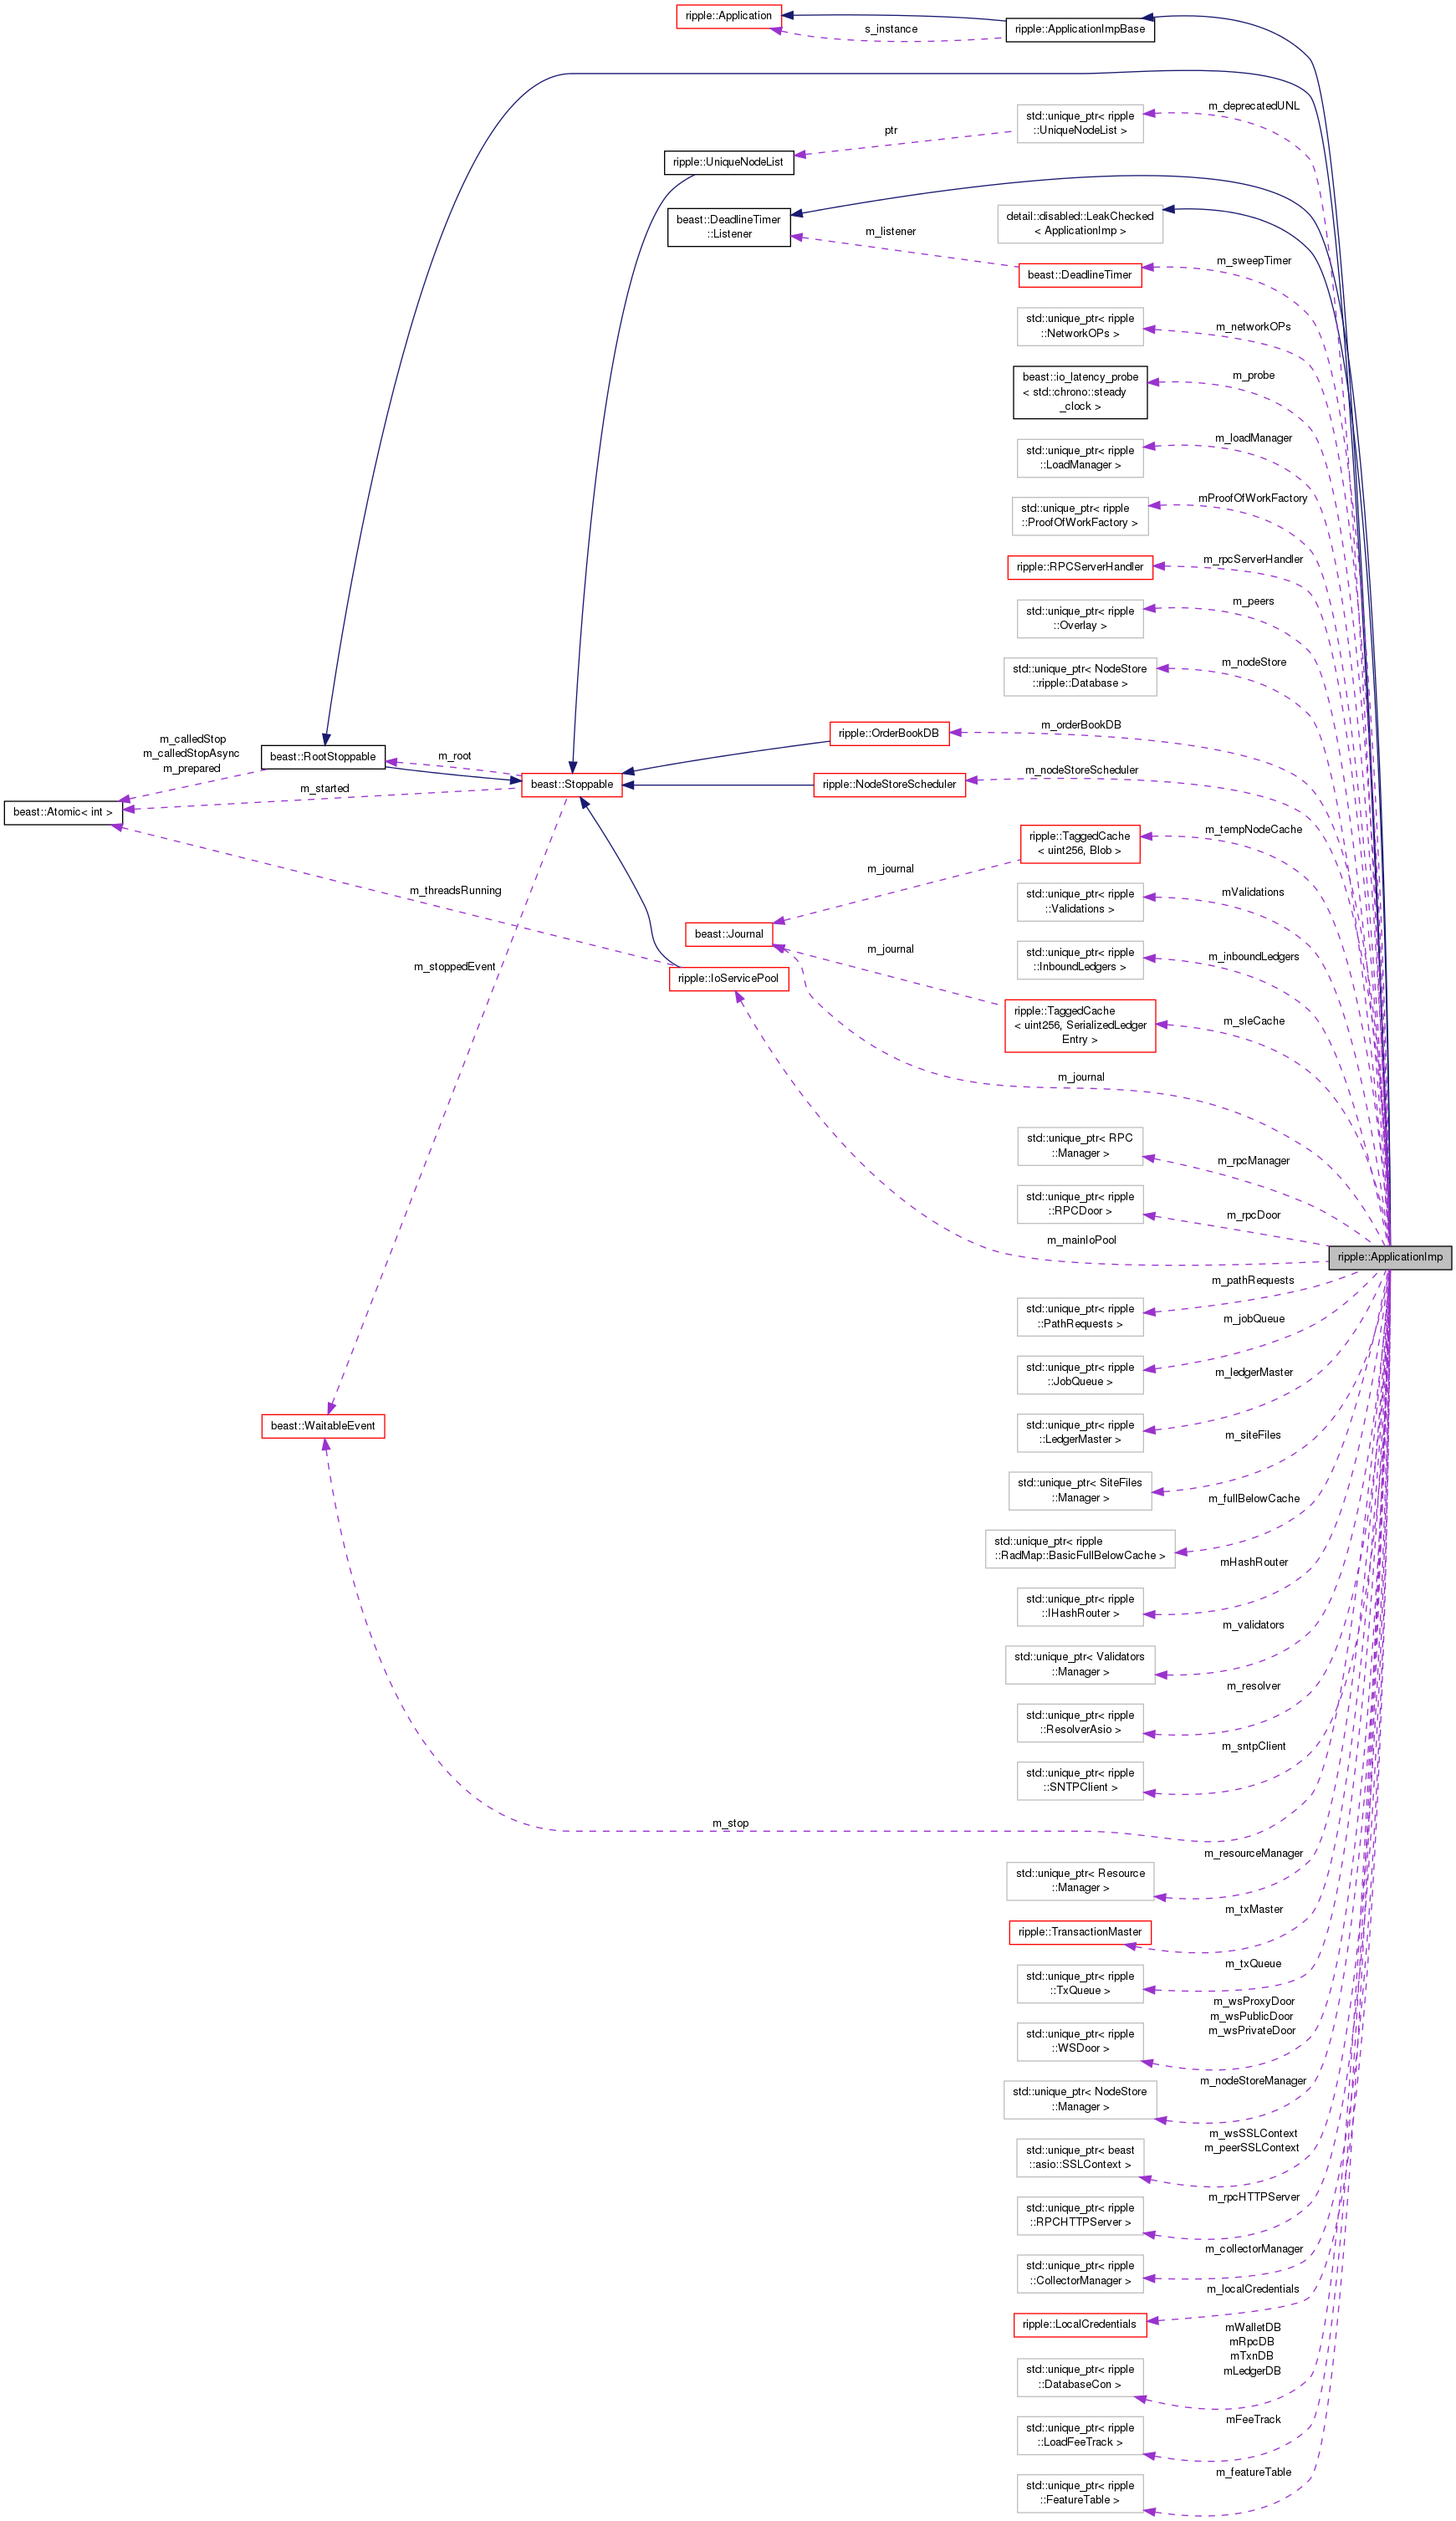 ripple::Application
s_instance
ripple::ApplicationImpBase
m_deprecatedUNL
std::unique_ptr< ripple
::UniqueNodeList >
ptr
ripple::UniqueNodeList
detail::disabled::LeakChecked
< ApplicationImp >
beast::DeadlineTimer
::Listener
m_listener
m_sweepTimer
beast::DeadlineTimer
std::unique_ptr< ripple
::NetworkOPs >
m_networkOPs
beast::io_latency_probe
< std::chrono::steady
_clock >
m_probe
m_loadManager
std::unique_ptr< ripple
::LoadManager >
mProofOfWorkFactory
std::unique_ptr< ripple
::ProofOfWorkFactory >
m_rpcServerHandler
ripple::RPCServerHandler
m_peers
std::unique_ptr< ripple
::Overlay >
m_nodeStore
std::unique_ptr< NodeStore
::ripple::Database >
m_orderBookDB
ripple::OrderBookDB
m_calledStop
m_calledStopAsync
m_prepared
beast::RootStoppable
m_root
m_nodeStoreScheduler
beast::Stoppable
ripple::NodeStoreScheduler
m_started
beast::Atomic< int >
m_tempNodeCache
ripple::TaggedCache
< uint256, Blob >
m_journal
m_threadsRunning
mValidations
std::unique_ptr< ripple
::Validations >
beast::Journal
m_journal
m_inboundLedgers
std::unique_ptr< ripple
::InboundLedgers >
m_stoppedEvent
ripple::IoServicePool
ripple::TaggedCache
< uint256, SerializedLedger
Entry >
m_sleCache
m_journal
std::unique_ptr< RPC
::Manager >
m_rpcManager
std::unique_ptr< ripple
::RPCDoor >
m_rpcDoor
m_mainIoPool
ripple::ApplicationImp
m_pathRequests
std::unique_ptr< ripple
::PathRequests >
m_jobQueue
std::unique_ptr< ripple
::JobQueue >
m_ledgerMaster
std::unique_ptr< ripple
::LedgerMaster >
beast::WaitableEvent
m_siteFiles
std::unique_ptr< SiteFiles
::Manager >
m_fullBelowCache
std::unique_ptr< ripple
::RadMap::BasicFullBelowCache >
mHashRouter
std::unique_ptr< ripple
::IHashRouter >
m_validators
std::unique_ptr< Validators
::Manager >
m_resolver
std::unique_ptr< ripple
::ResolverAsio >
m_sntpClient
std::unique_ptr< ripple
::SNTPClient >
m_stop
m_resourceManager
std::unique_ptr< Resource
::Manager >
m_txMaster
ripple::TransactionMaster
m_txQueue
std::unique_ptr< ripple
::TxQueue >
m_wsProxyDoor
m_wsPublicDoor
m_wsPrivateDoor
std::unique_ptr< ripple
::WSDoor >
m_nodeStoreManager
std::unique_ptr< NodeStore
::Manager >
m_wsSSLContext
m_peerSSLContext
std::unique_ptr< beast
::asio::SSLContext >
m_rpcHTTPServer
std::unique_ptr< ripple
::RPCHTTPServer >
m_collectorManager
std::unique_ptr< ripple
::CollectorManager >
m_localCredentials
ripple::LocalCredentials
mWalletDB
mRpcDB
mTxnDB
mLedgerDB
std::unique_ptr< ripple
::DatabaseCon >
mFeeTrack
std::unique_ptr< ripple
::LoadFeeTrack >
m_featureTable
std::unique_ptr< ripple
::FeatureTable >